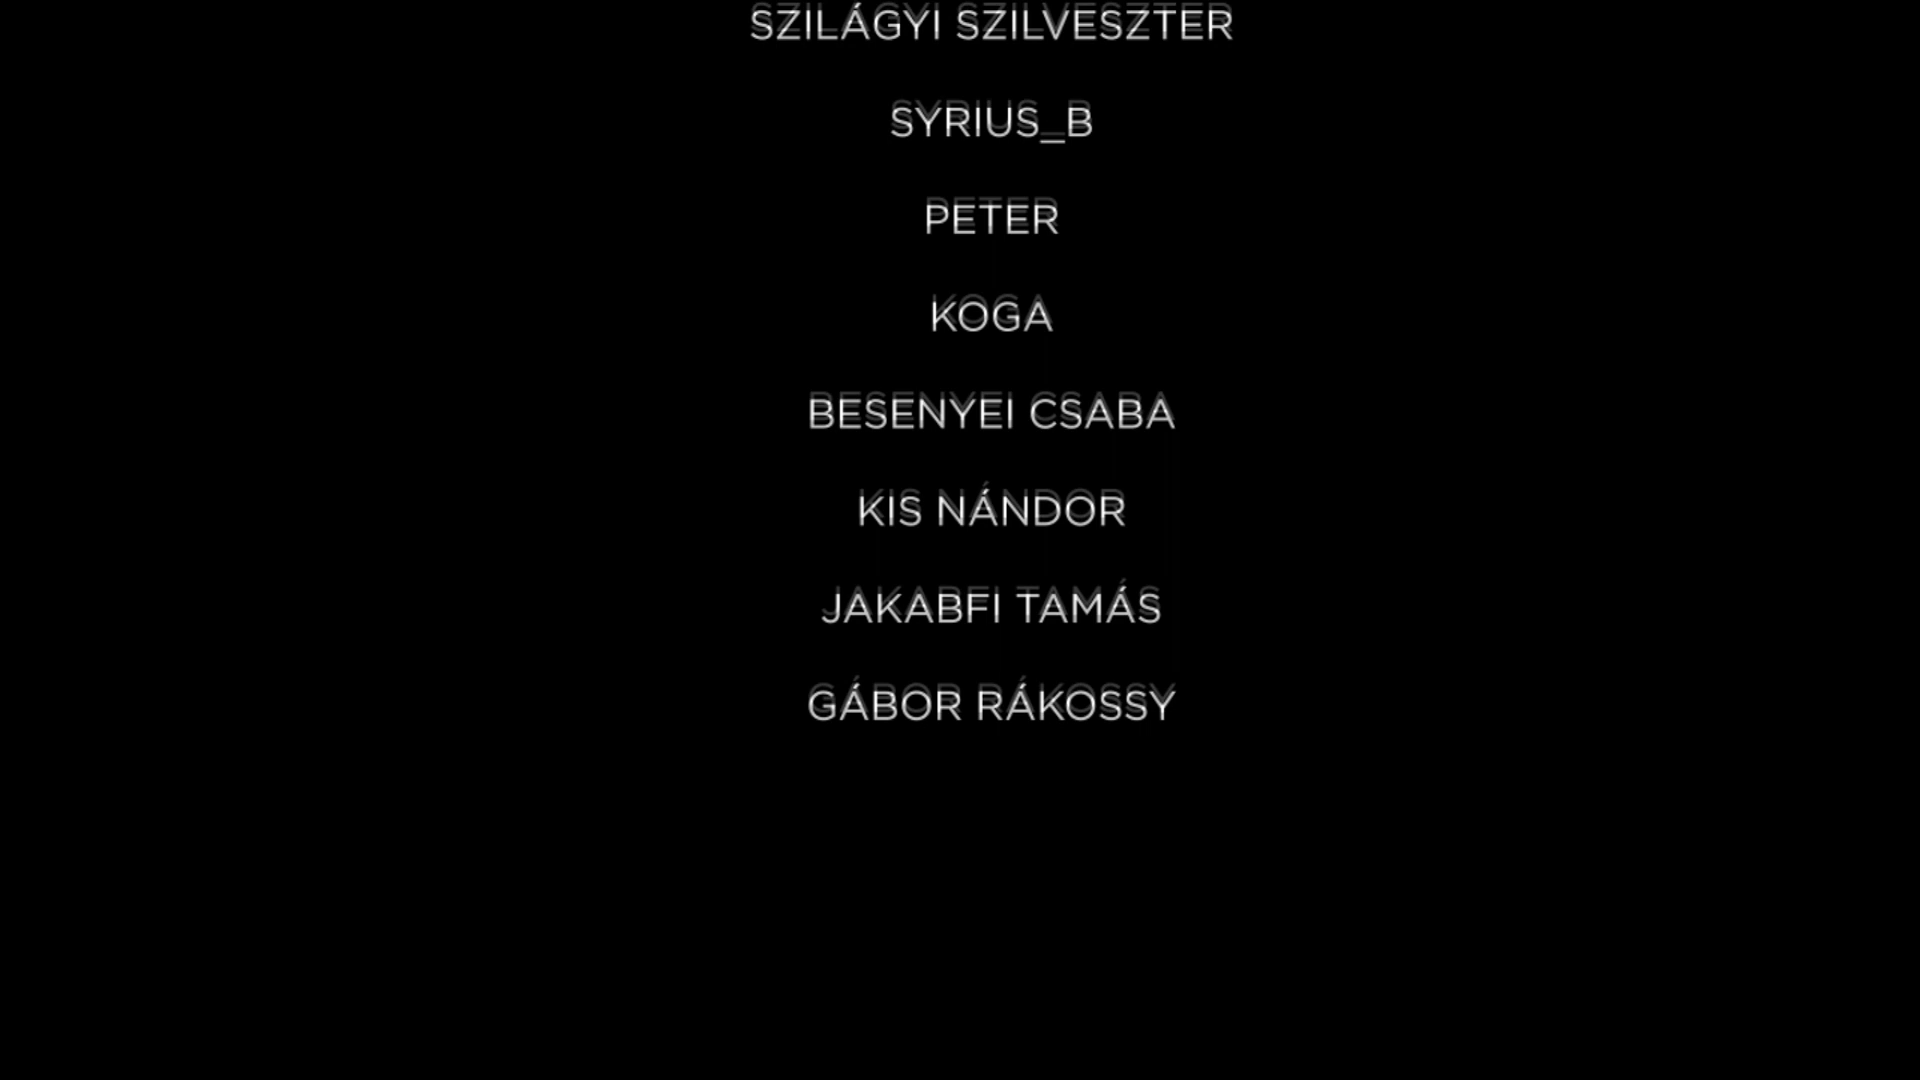 SZILÁGYI SZILVESZTER
SYRIUS_B
PETER
KOGA
BESENYEI CSABA
KIS NÁNDOR
JAKABFI TAMÁS
GÁBOR RÁKOSSY